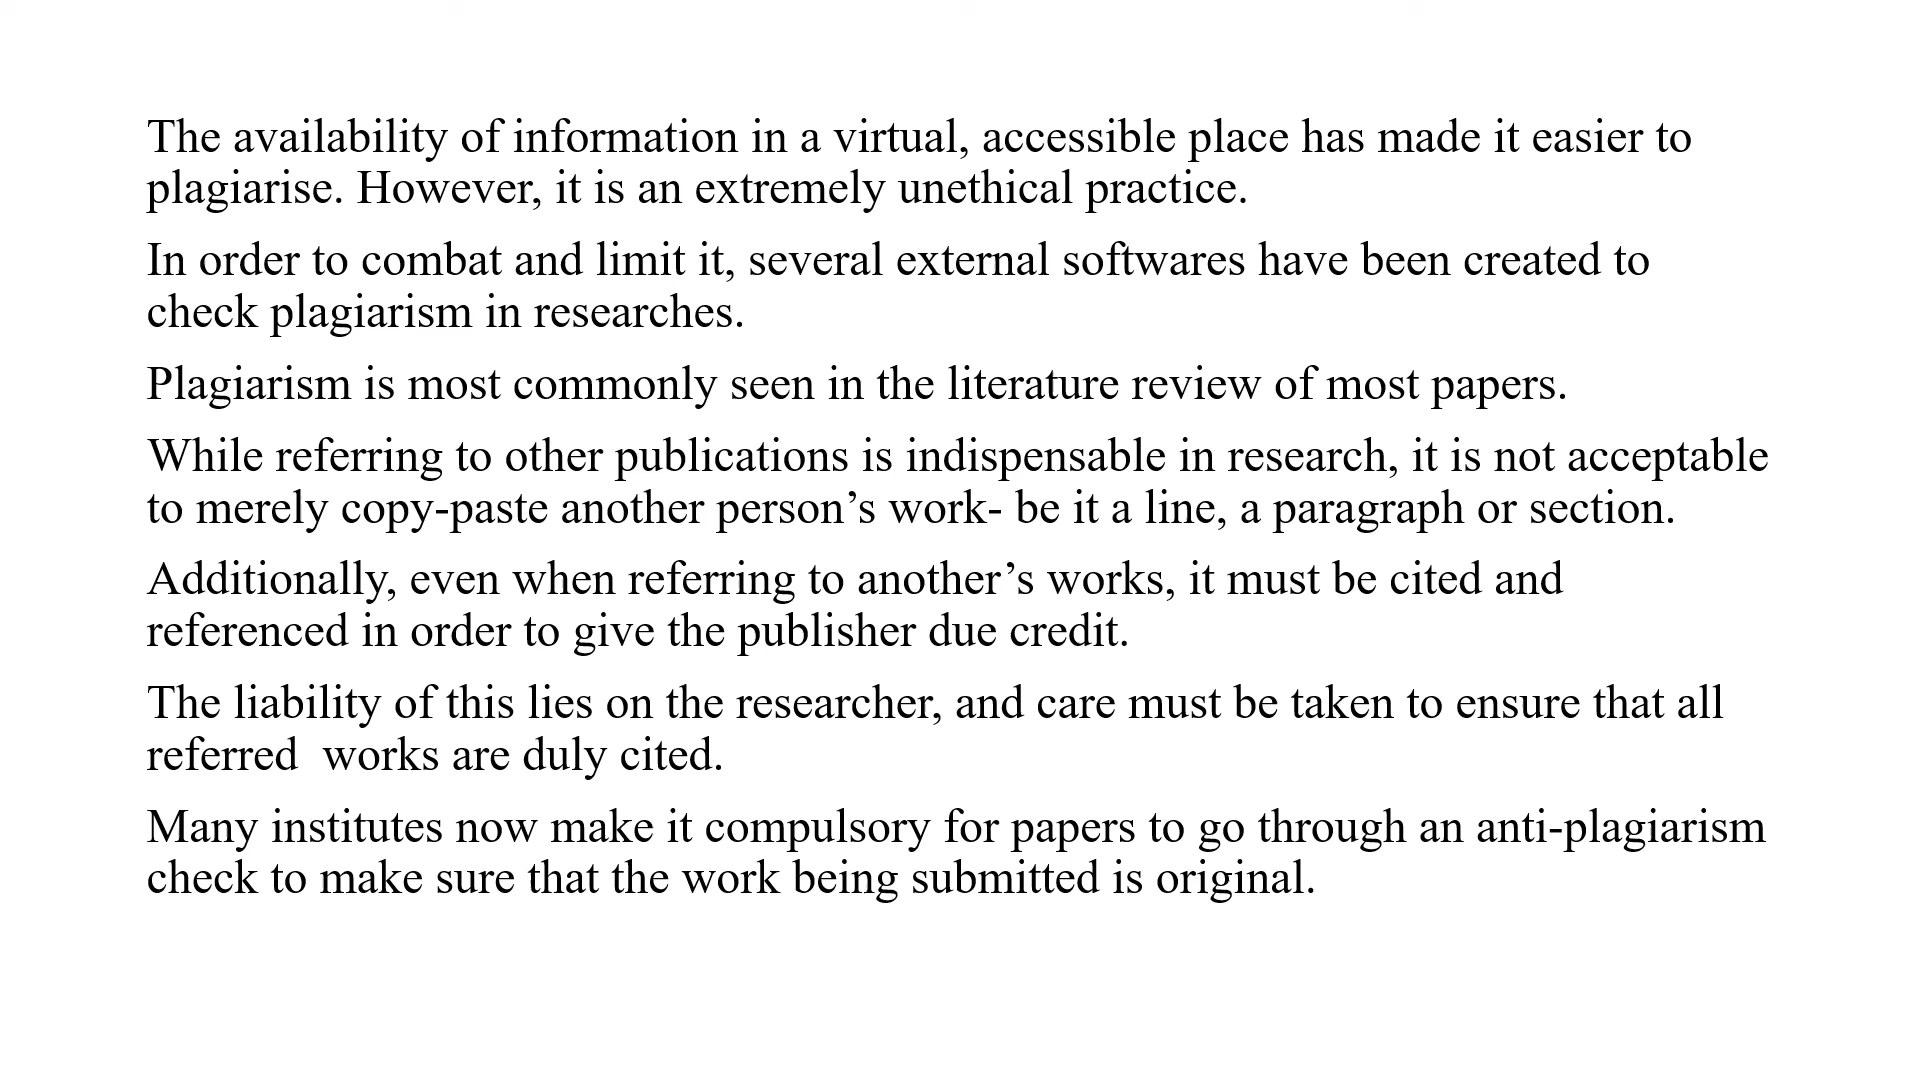 The availability of information in a virtual, accessible place has made it easier to
plagiarise. However, it is an extremely unethical practice.
In order to combat and limit it, several external softwares have been created to
check plagiarism in researches.
Plagiarism is most commonly seen in the literature review of most papers.
While referring to other publications is indispensable in research, it is not acceptable
to merely copy-paste another person’s work- be it a line, a paragraph or section.
Additionally, even when referring to another’s works, it must be cited and
referenced in order to give the publisher due credit.
The liability of this lies on the researcher, and care must be taken to ensure that all
referred  works are duly cited.
Many institutes now make it compulsory for papers to go through an anti-plagiarism
check to make sure that the work being submitted is original.